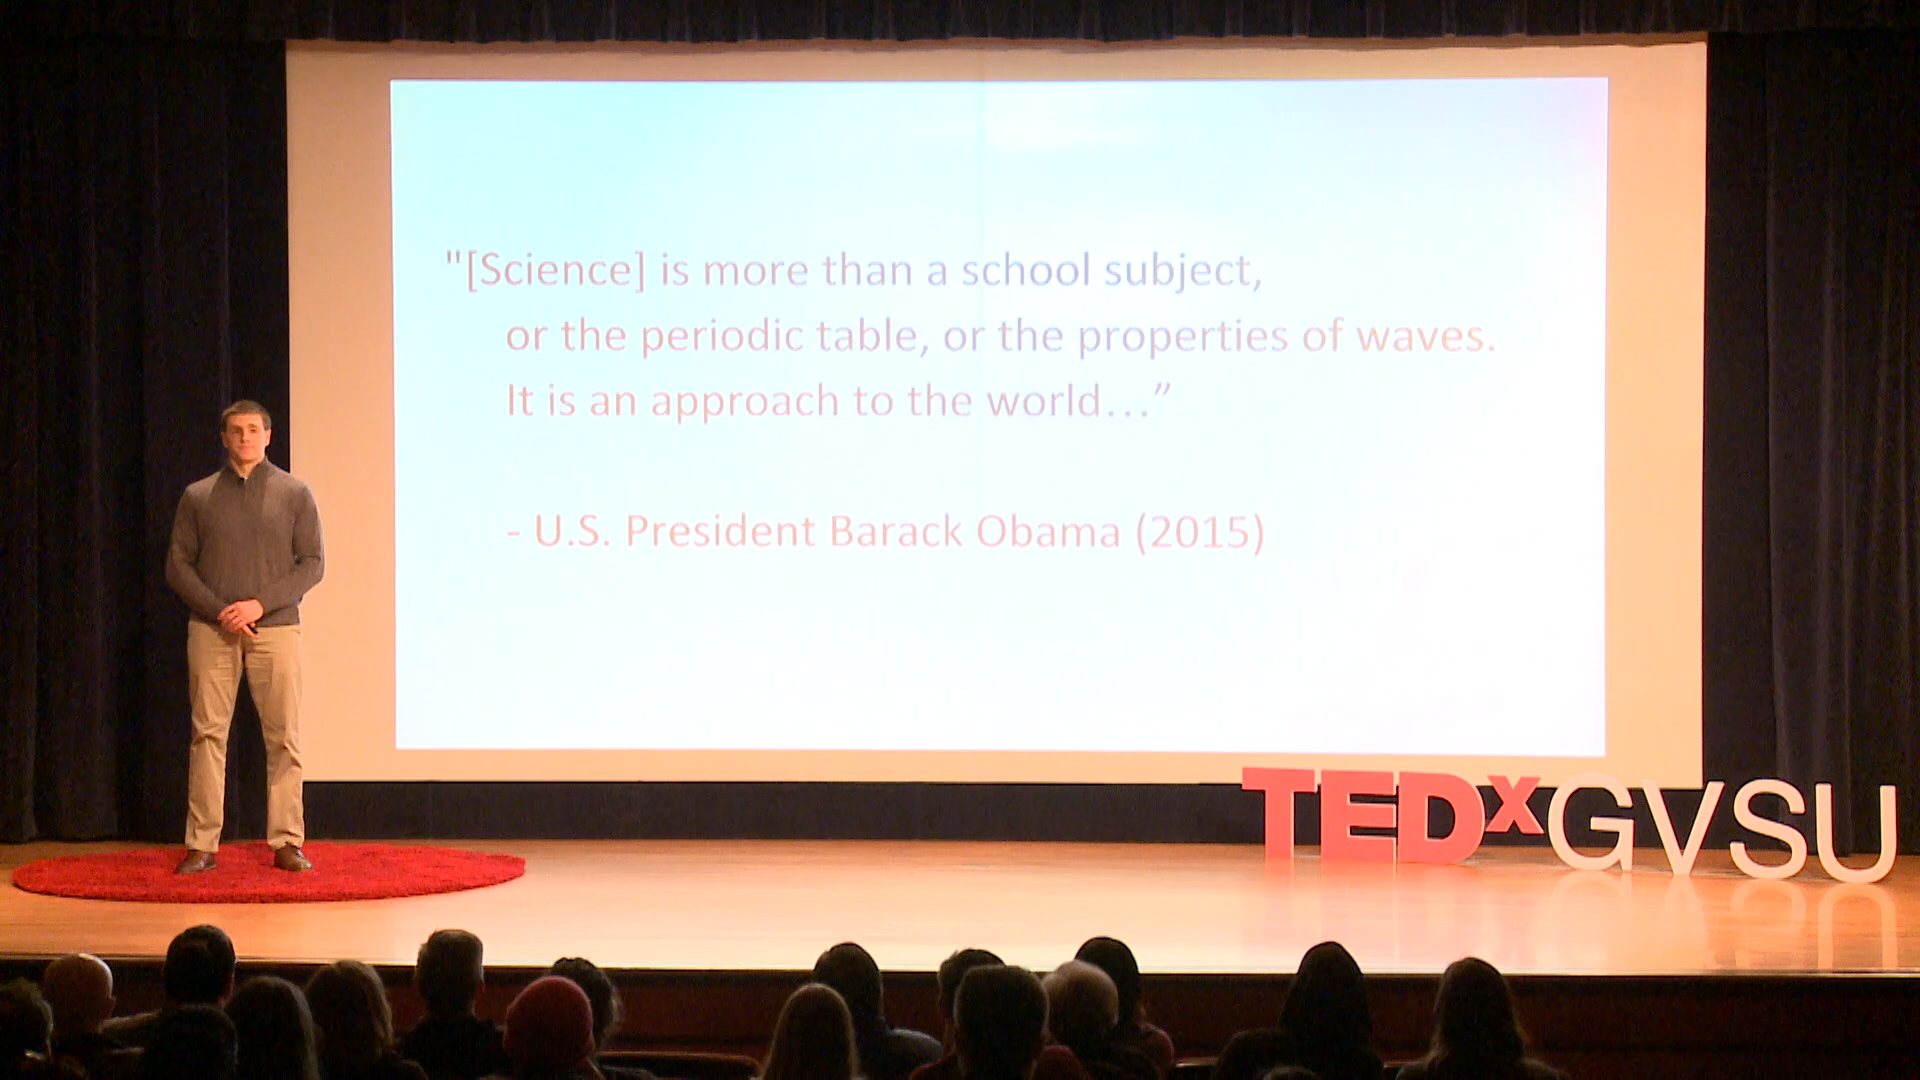 "[Science] is more than a school subject,
or the periodic table, or the properties of waves.
It is an approach to the world…”
- U.S. President Barack Obama (2015)
TEDxGVSU